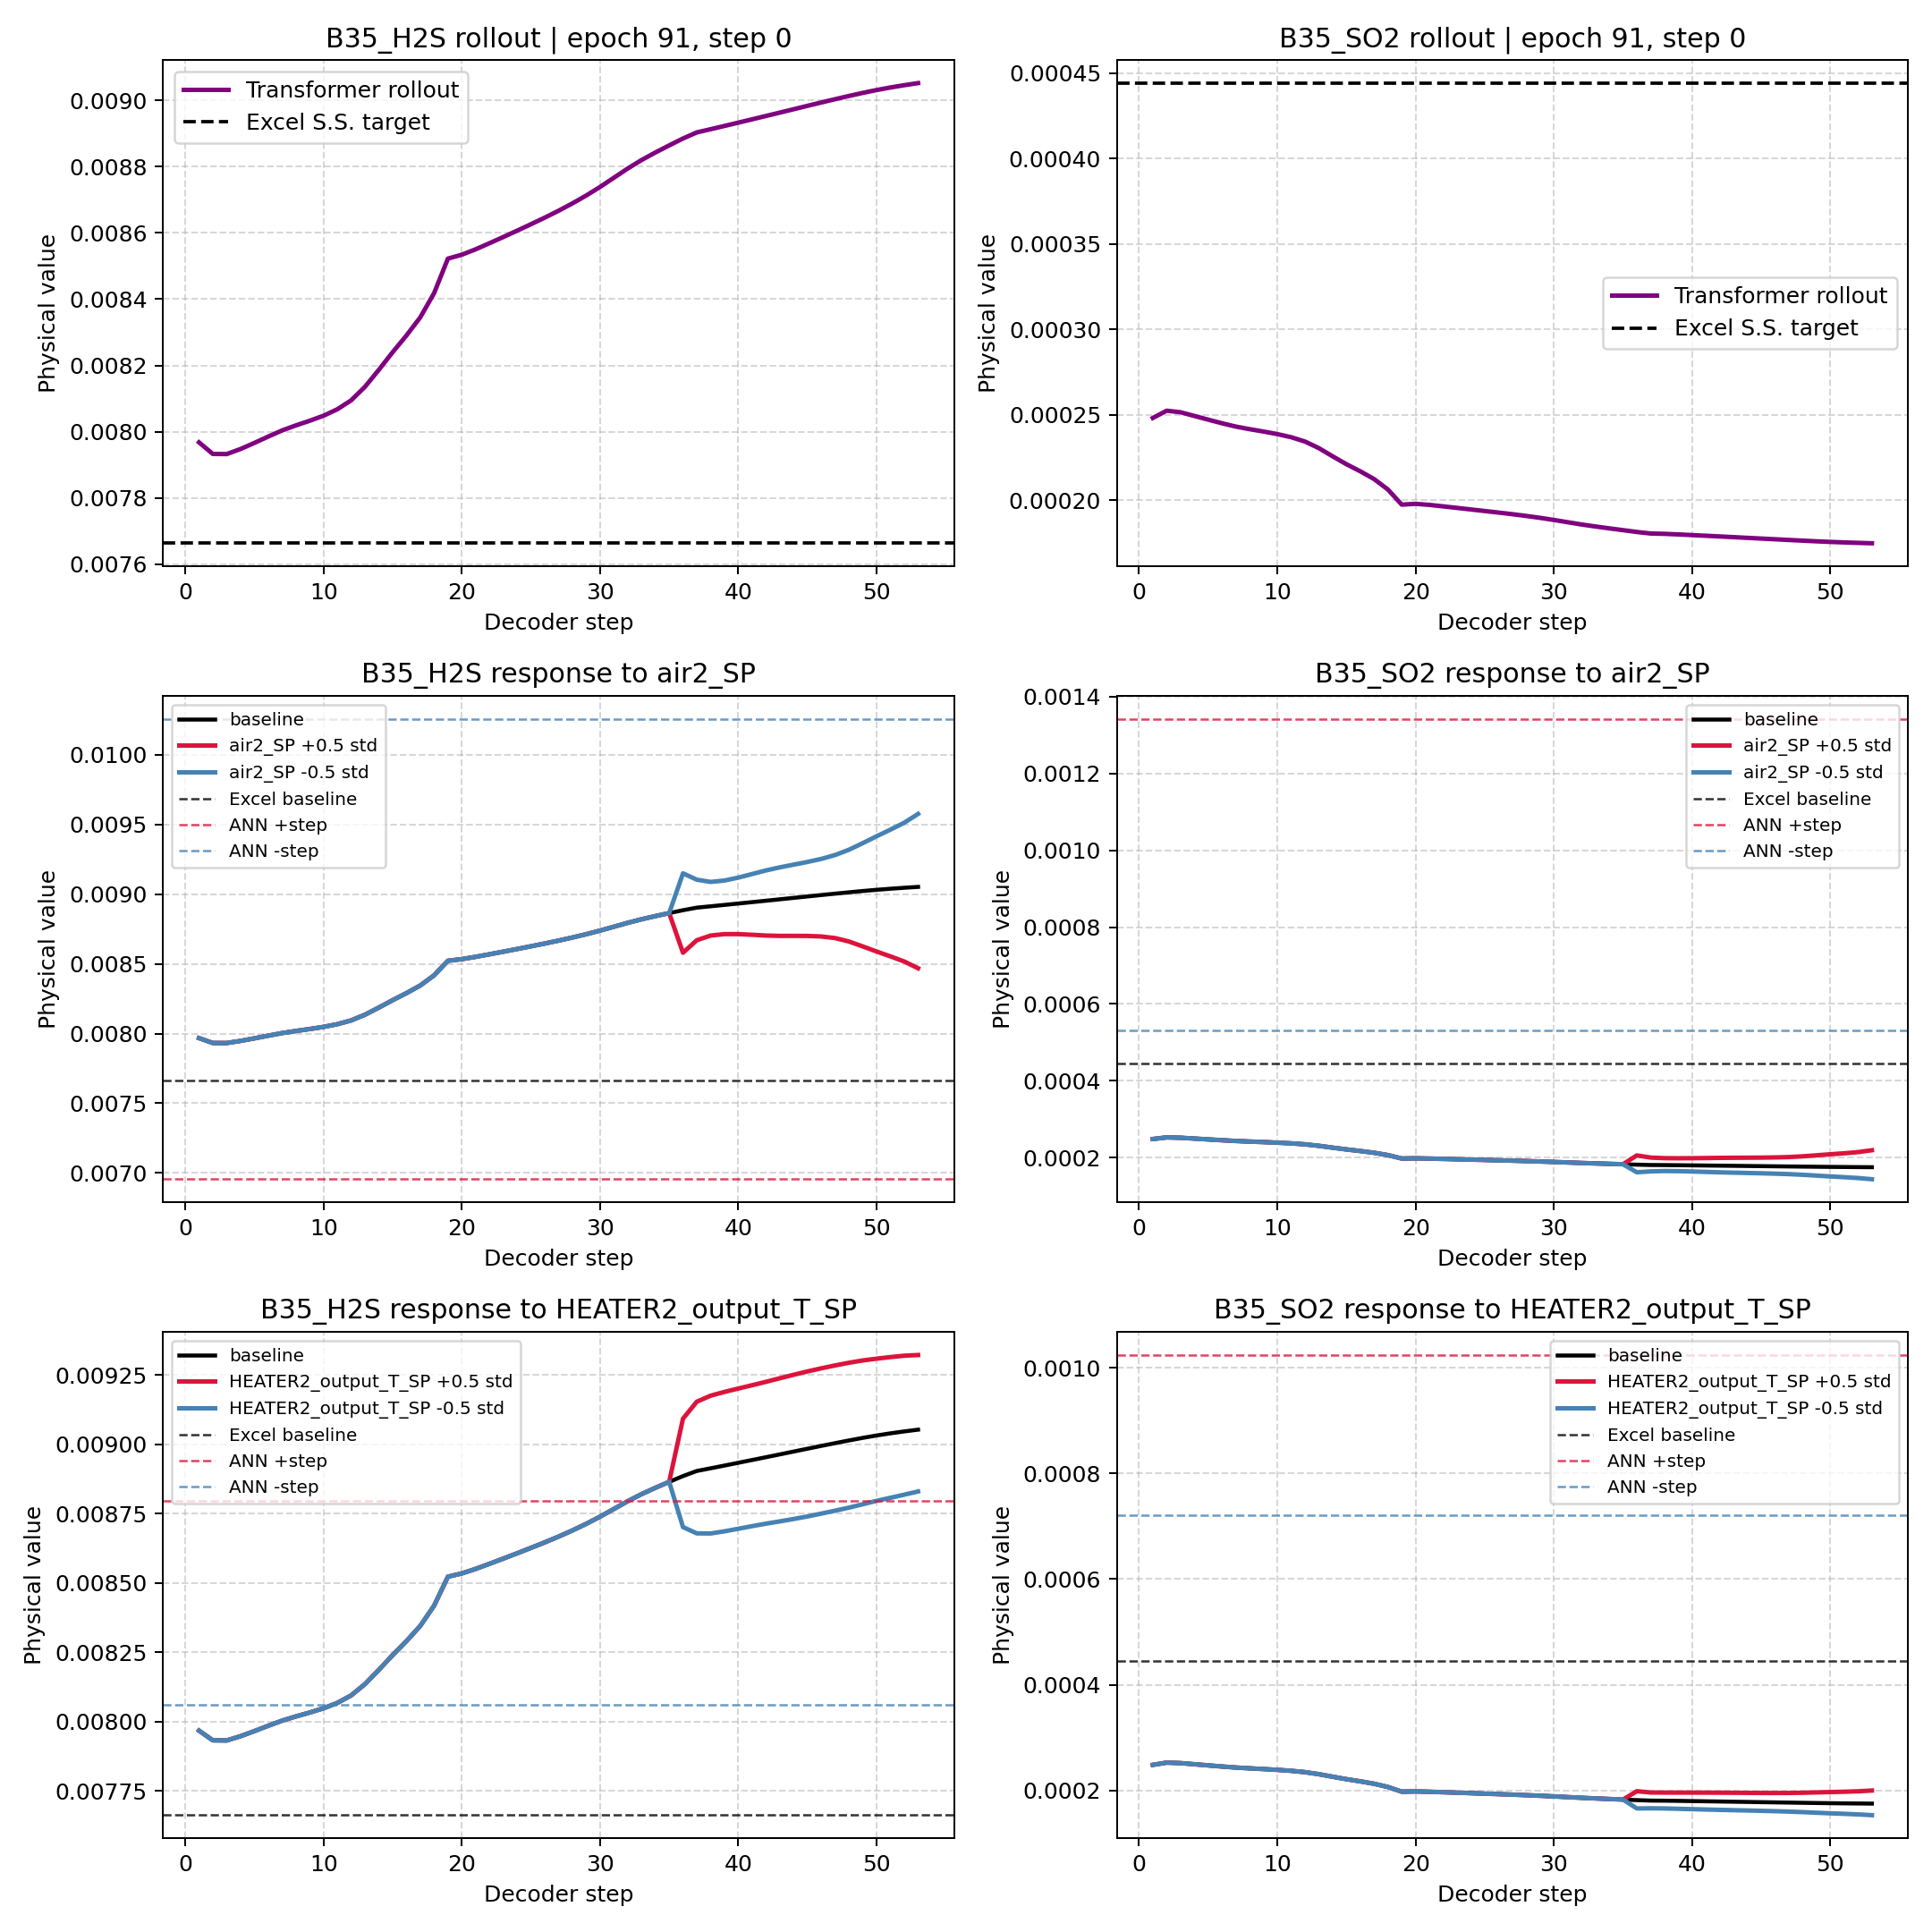 B35_H2S rollout | epoch 91, step 0
Physical value
0.0090
0.0088
0.0086
0.0084
0.0082
0.0080
0.0078
0.0076
Transformer rollout
Excel S.S. target
0 10 20 30 40 50
Decoder step
B35_SO2 rollout | epoch 91, step 0
Physical value
0.00045
0.00040
0.00035
0.00030
0.00025
0.00020
Transformer rollout
Excel S.S. target
0 10 20 30 40 50
Decoder step
B35_H2S response to air2_SP
Physical value
0.0100
0.0095
0.0090
0.0085
0.0080
0.0075
0.0070
baseline
air2_SP +0.5 std
air2_SP -0.5 std
Excel baseline
ANN +step
ANN -step
0 10 20 30 40 50
Decoder step
B35_SO2 response to air2_SP
Physical value
0.0014
0.0012
0.0010
0.0008
0.0006
0.0004
0.0002
baseline
air2_SP +0.5 std
air2_SP -0.5 std
Excel baseline
ANN +step
ANN -step
0 10 20 30 40 50
Decoder step
B35_H2S response to HEATER2_output_T_SP
Physical value
0.00925
0.00900
0.00875
0.00850
0.00825
0.00800
0.00775
baseline
HEATER2_output_T_SP +0.5 std
HEATER2_output_T_SP -0.5 std
Excel baseline
ANN +step
ANN -step
0 10 20 30 40 50
Decoder step
B35_SO2 response to HEATER2_output_T_SP
Physical value
0.0010
0.0008
0.0006
0.0004
0.0002
baseline
HEATER2_output_T_SP +0.5 std
HEATER2_output_T_SP -0.5 std
Excel baseline
ANN +step
ANN -step
0 10 20 30 40 50
Decoder step